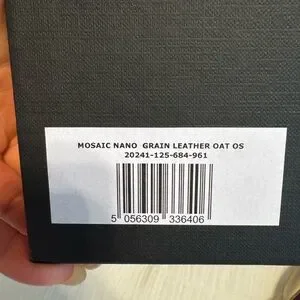 MOSAIC NANO GRAIN LEATHER OAT OS
20241-125-684-961
5 056309 336406